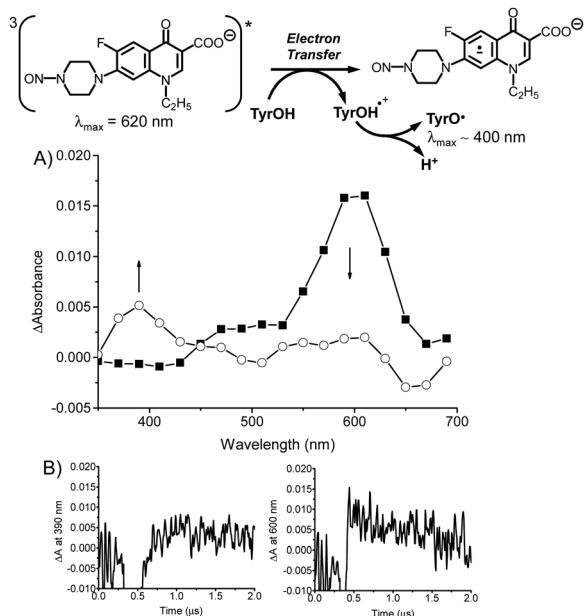 3
*
F
O
COO⊖
ON
N
N
N
C₂H₅
λmax = 620 nm
Electron
Transfer
TyrOH
TyrOH•+
F
O
COO⊖
ON
N
N
N
C₂H₅
TyrO•
λmax ~ 400 nm
H+
A)
0.020
0.015
0.010
0.005
0.000
-0.005
ΔAbsorbance
400
500
600
700
Wavelength (nm)
B)
0.020
0.015
0.010
0.005
0.000
-0.005
-0.010
ΔA at 390 nm
0.0 0.5 1.0 1.5 2.0
Time (μs)
0.020
0.015
0.010
0.005
0.000
-0.005
-0.010
ΔA at 600 nm
0.0 0.5 1.0 1.5 2.0
Time (μs)